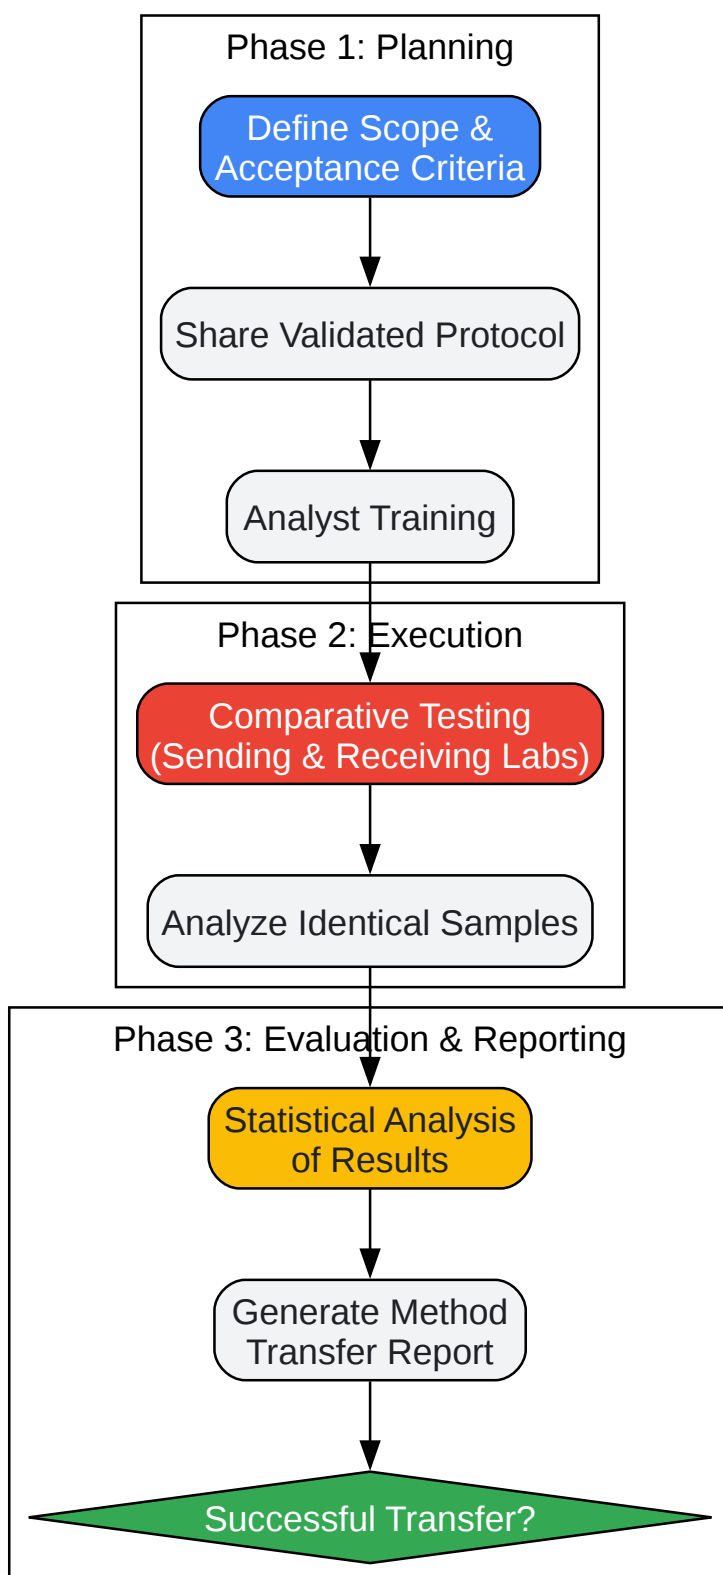 Phase 1: Planning
Define Scope &
Acceptance Criteria
Share Validated Protocol
Analyst Training
Phase 2: Execution
Comparative Testing
(Sending & Receiving Labs)
Analyze Identical Samples
Phase 3: Evaluation & Reporting
Statistical Analysis
of Results
Generate Method
Transfer Report
Successful Transfer?